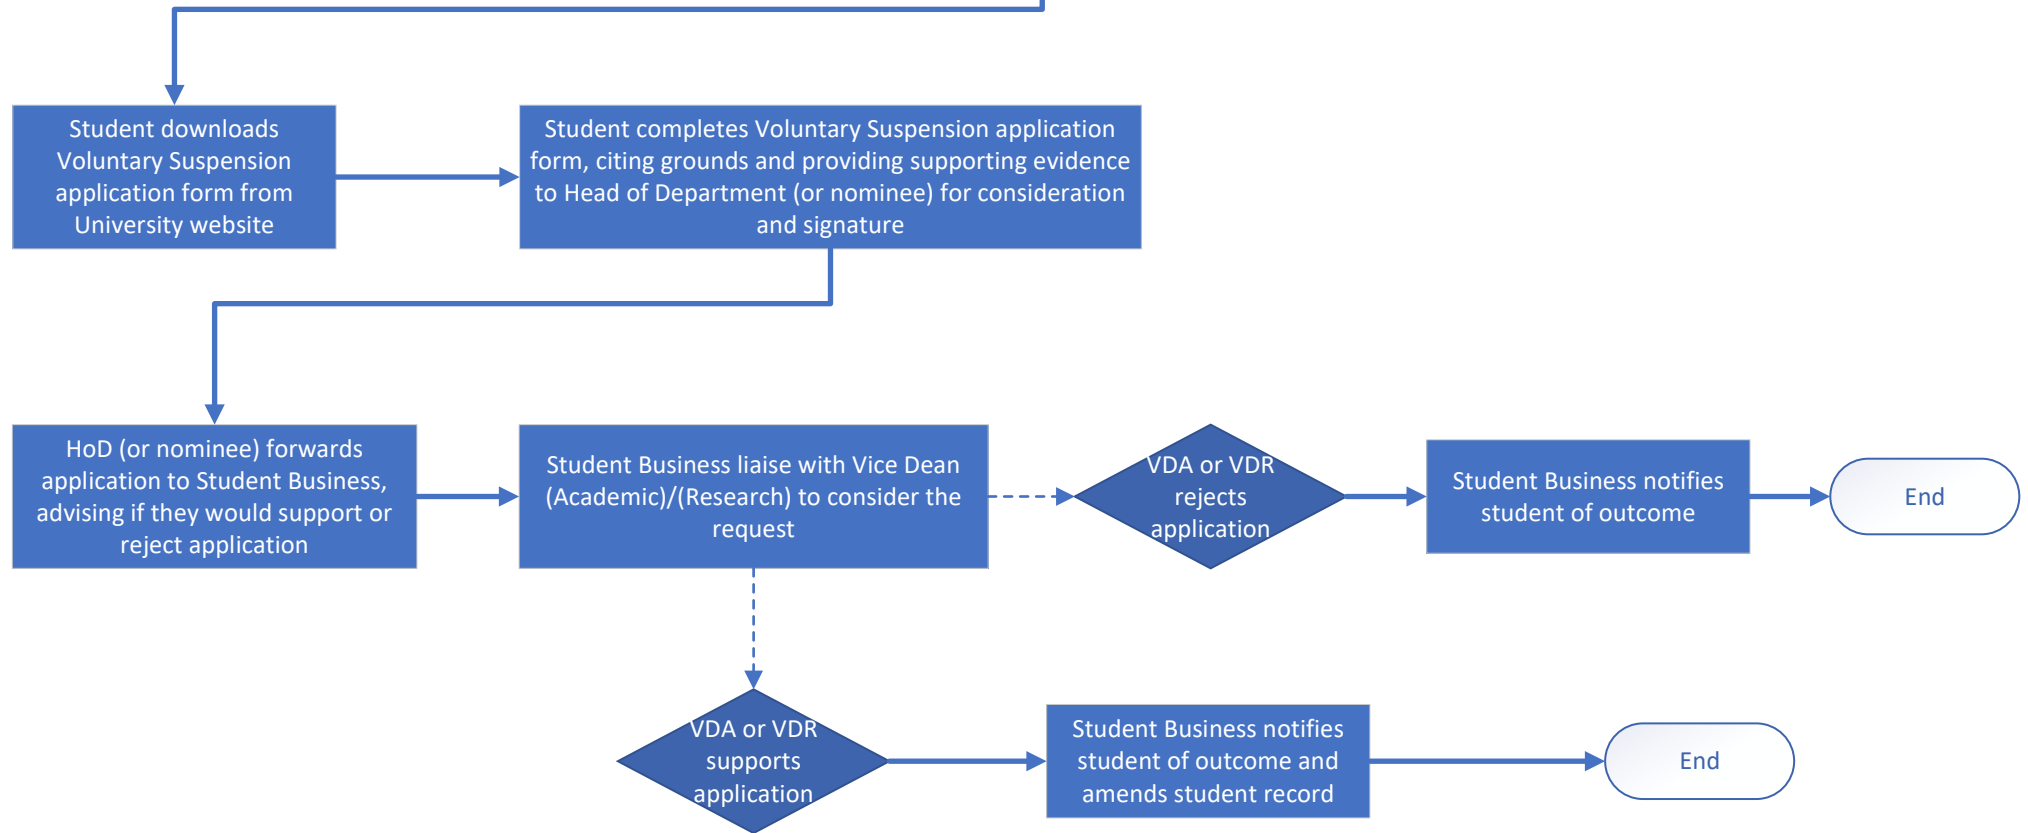 Student downloads
Voluntary Suspension
application form from
University website
Student completes Voluntary Suspension application
form, citing grounds and providing supporting evidence
to Head of Department (or nominee) for consideration
and signature
HoD (or nominee) forwards
application to Student Business,
advising if they would support or
reject application
Student Business liaise with Vice Dean
(Academic)/(Research) to consider the
request
VDA or VDR
rejects
application
Student Business notifies
student of outcome
End
VDA or VDR
supports
application
Student Business notifies
student of outcome and
amends student record
End